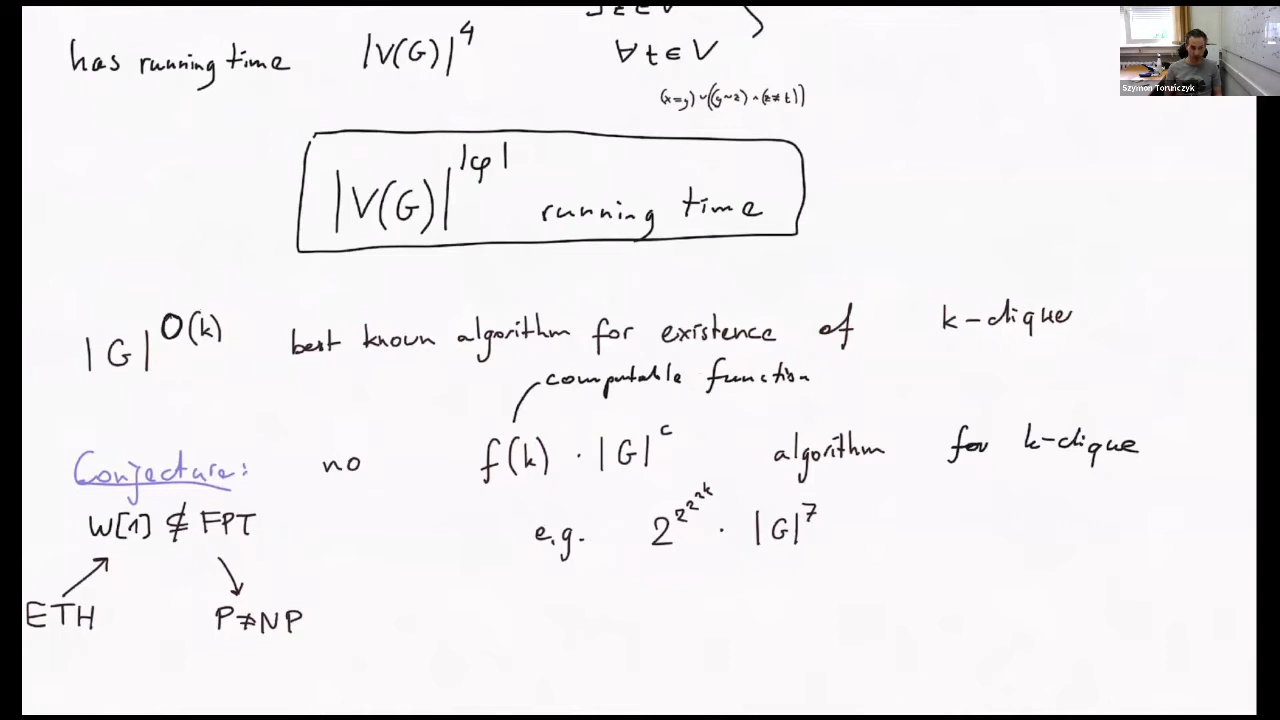 has running time |V(G)|^4 ∀ t ∈ V
(x=y) ∨ ((y~z) ∧ (z≠t))
|V(G)|^|φ| running time
|G|^O(k) best known algorithm for existence of k-clique
computable function
Conjecture: no f(k) · |G|^c algorithm for k-clique
W[1] ⊄ FPT
e.g. 2^2^2^2^k · |G|^7
ETH P≠NP
Szymon Toruńczyk